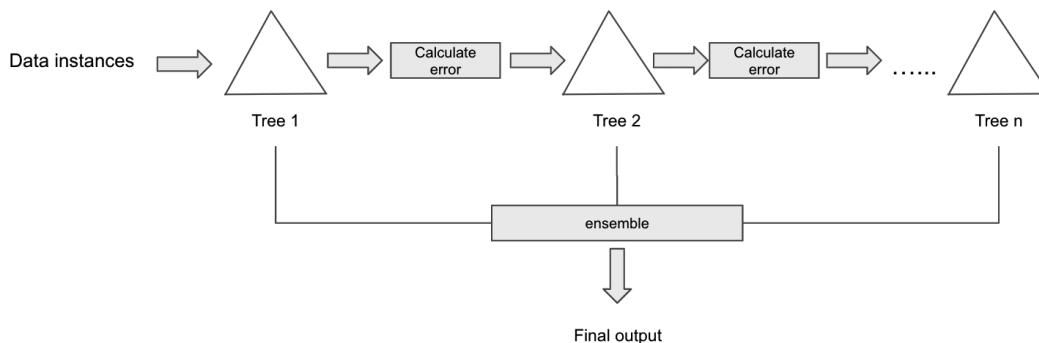 Data instances
Calculate
error
Calculate
error
......
Tree 1
Tree 2
Tree n
ensemble
Final output